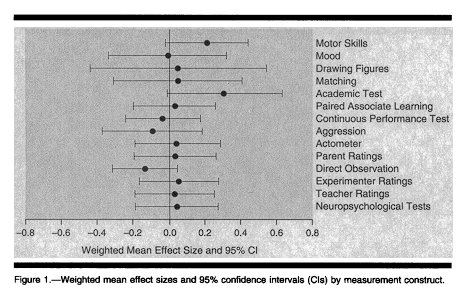 Motor Skills
Mood
Drawing Figures
Matching
Academic Test
Paired Associate Learning
Continuous Performance Test
Aggression
Actometer
Parent Ratings
Direct Observation
Experimenter Ratings
Teacher Ratings
Neuropsychological Tests
−0.8 −0.6 −0.4 −0.2 0.0 0.2 0.4 0.6 0.8
Weighted Mean Effect Size and 95% CI
Figure 1.—Weighted mean effect sizes and 95% confidence intervals (CIs) by measurement construct.